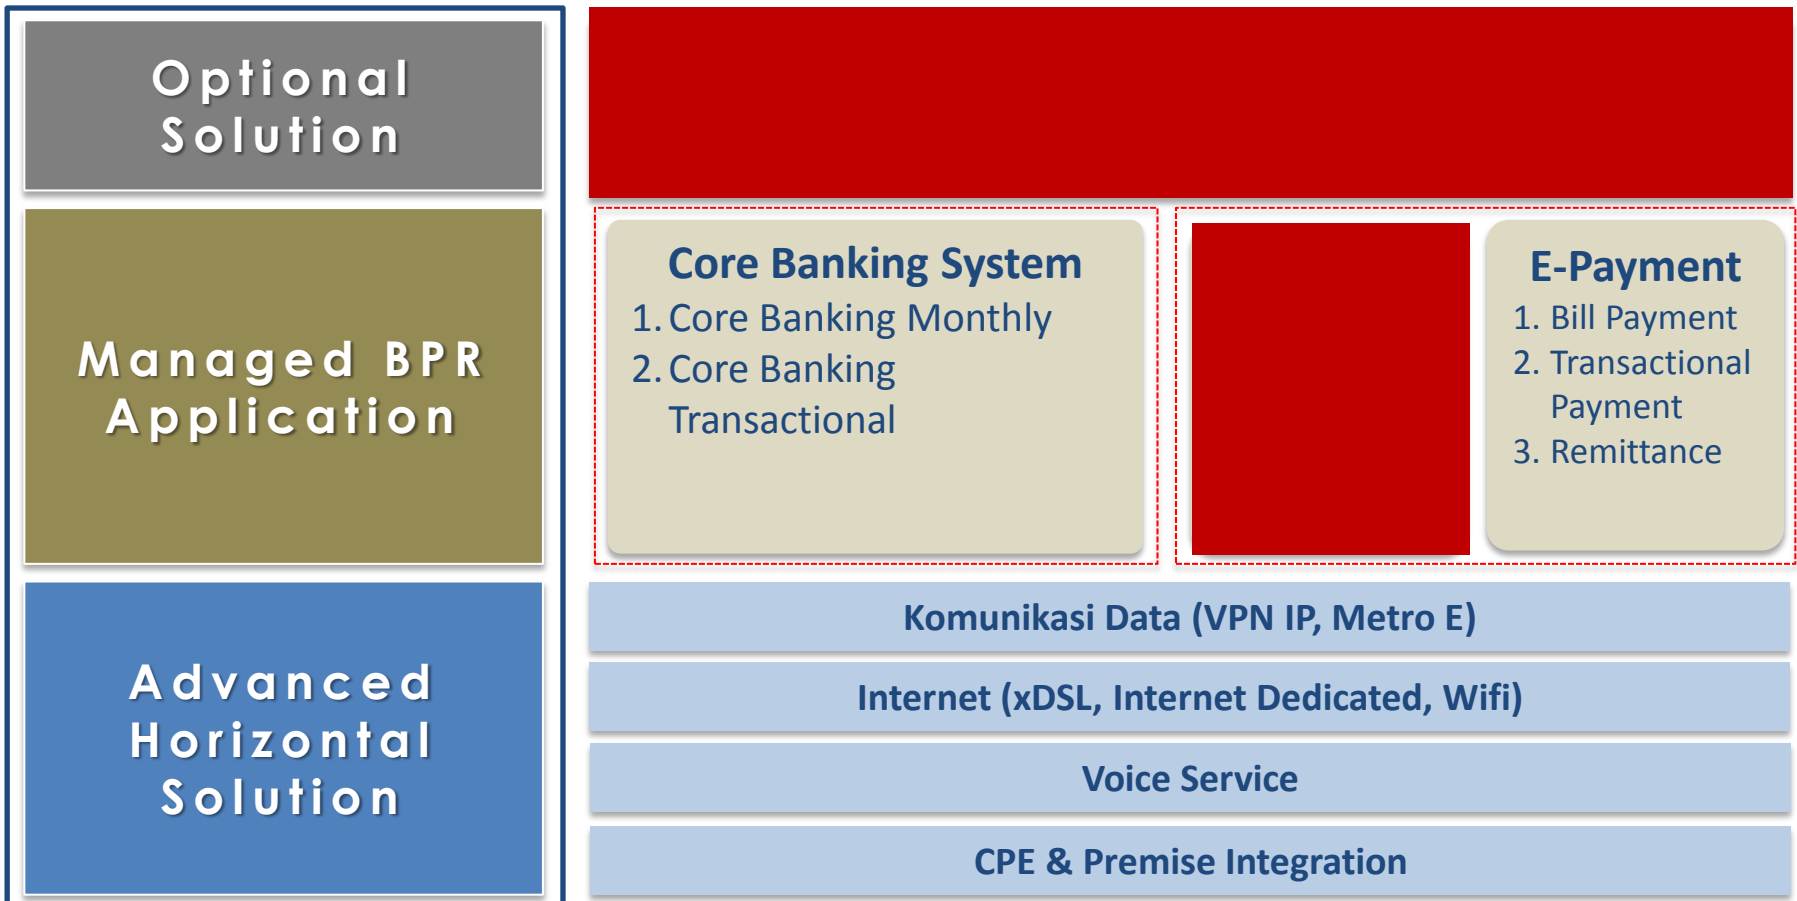 Optional
Solution
Managed BPR
Application
Core Banking System
1. Core Banking Monthly
2. Core Banking
Transactional
E-Payment
1. Bill Payment
2. Transactional
Payment
3. Remittance
Advanced
Horizontal
Solution
Komunikasi Data (VPN IP, Metro E)
Internet (xDSL, Internet Dedicated, Wifi)
Voice Service
CPE & Premise Integration